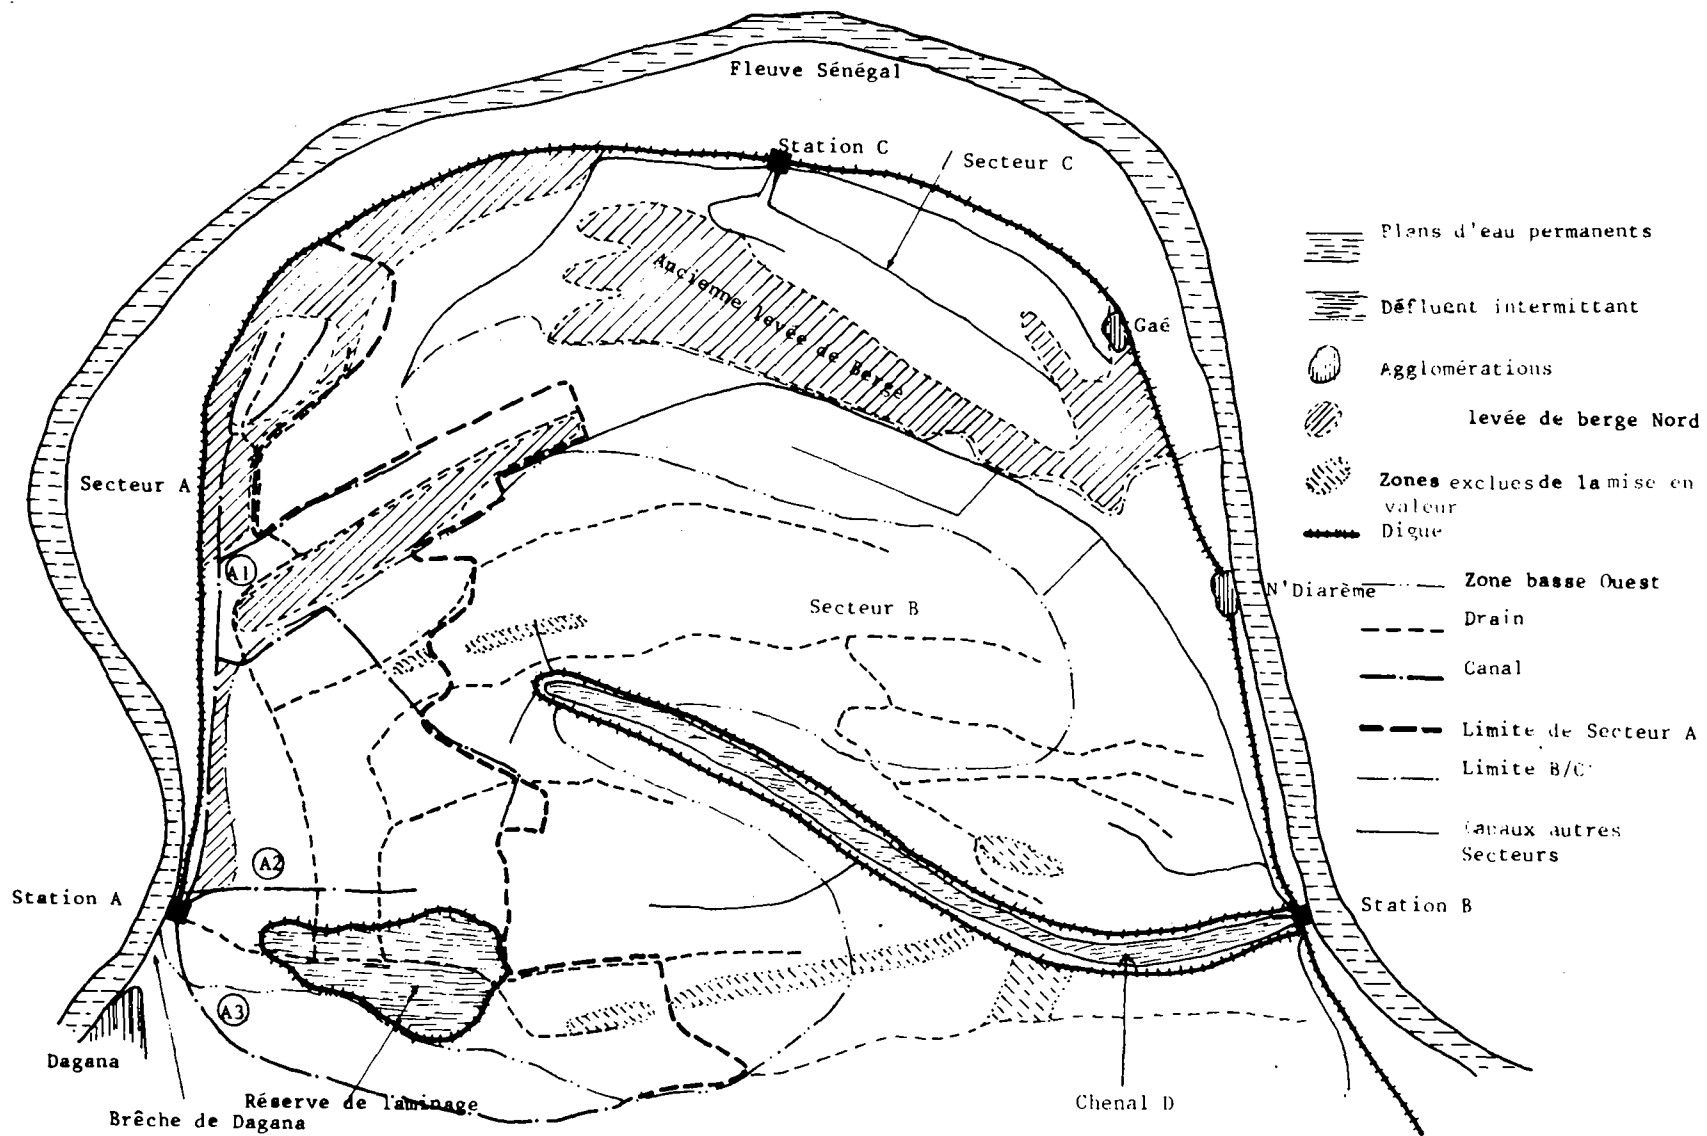 Fleuve Sénégal
Station C
Secteur C
Ancienne levée de Berge
Gaé
Secteur A
A1
Secteur B
N'Diarème
A2
Station A
Station B
A3
Dagana
Réserve de laminage
Brêche de Dagana
Chenal D
Plans d'eau permanents
Défluent intermittant
Agglomérations
levée de berge Nord
Zones exclues de la mise en
valeur
Digue
Zone basse Ouest
Drain
Canal
Limite de Secteur A
Limite B/C
Canaux autres
Secteurs